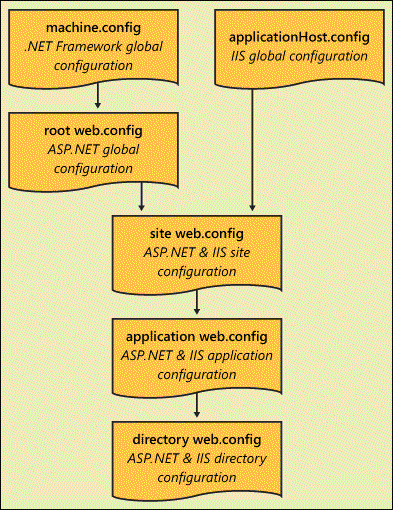 machine.config
.NET Framework global
configuration
applicationHost.config
IIS global configuration
root web.config
ASP.NET global
configuration
site web.config
ASP.NET & IIS site
configuration
application web.config
ASP.NET & IIS application
configuration
directory web.config
ASP.NET & IIS directory
configuration